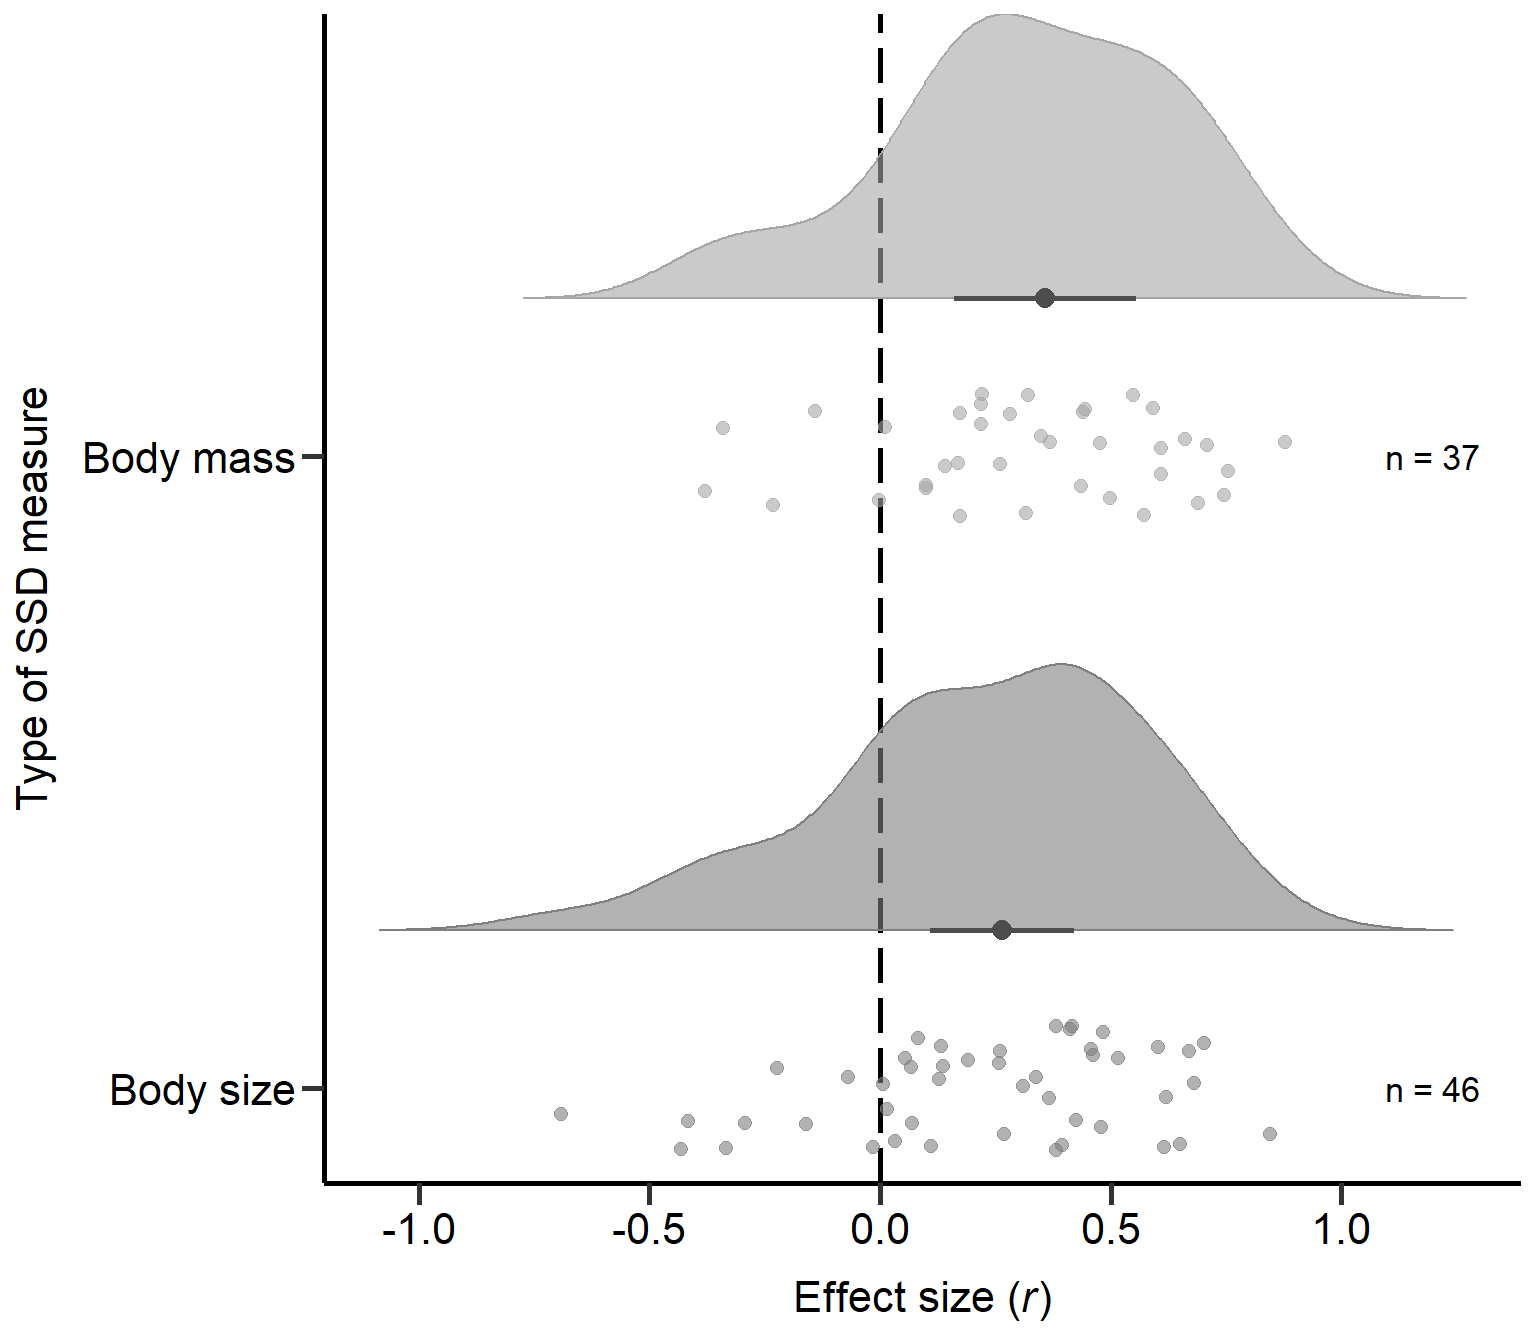 Type of SSD measure
Body mass
n = 37
Body size
n = 46
-1.0 -0.5 0.0 0.5 1.0
Effect size (r)